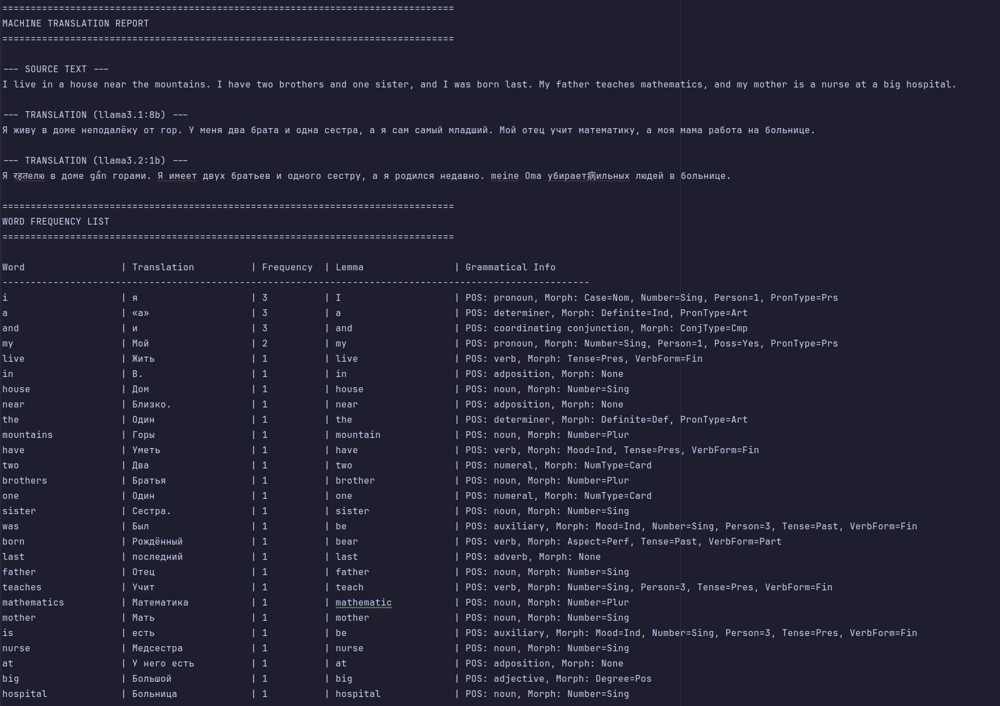 ================================================================================
MACHINE TRANSLATION REPORT
================================================================================
--- SOURCE TEXT ---
I live in a house near the mountains. I have two brothers and one sister, and I was born last. My father teaches mathematics, and my mother is a nurse at a big hospital.
--- TRANSLATION (llama3.1:8b) ---
Я живу в доме неподалёку от гор. У меня два брата и одна сестра, а я сам самый младший. Мой отец учит математику, а моя мама работа на больнице.
--- TRANSLATION (llama3.2:1b) ---
Я रहतелю в доме gần горами. Я имеет двух братьев и одного сестру, а я родился недавно. meine Oma убирает病ильных людей в больнице.
================================================================================
WORD FREQUENCY LIST
================================================================================
Word | Translation | Frequency | Lemma | Grammatical Info
--------------------------------------------------------------------------------------------------------
i | я | 3 | I | POS: pronoun, Morph: Case=Nom, Number=Sing, Person=1, PronType=Prs
a | «а» | 3 | a | POS: determiner, Morph: Definite=Ind, PronType=Art
and | и | 3 | and | POS: coordinating conjunction, Morph: ConjType=Cmp
my | Мой | 2 | my | POS: pronoun, Morph: Number=Sing, Person=1, Poss=Yes, PronType=Prs
live | Жить | 1 | live | POS: verb, Morph: Tense=Pres, VerbForm=Fin
in | В. | 1 | in | POS: adposition, Morph: None
house | Дом | 1 | house | POS: noun, Morph: Number=Sing
near | Близко. | 1 | near | POS: adposition, Morph: None
the | Один | 1 | the | POS: determiner, Morph: Definite=Def, PronType=Art
mountains | Горы | 1 | mountain | POS: noun, Morph: Number=Plur
have | Уметь | 1 | have | POS: verb, Morph: Mood=Ind, Tense=Pres, VerbForm=Fin
two | Два | 1 | two | POS: numeral, Morph: NumType=Card
brothers | Братья | 1 | brother | POS: noun, Morph: Number=Plur
one | Один | 1 | one | POS: numeral, Morph: NumType=Card
sister | Сестра. | 1 | sister | POS: noun, Morph: Number=Sing
was | Был | 1 | be | POS: auxiliary, Morph: Mood=Ind, Number=Sing, Person=3, Tense=Past, VerbForm=Fin
born | Рождённый | 1 | bear | POS: verb, Morph: Aspect=Perf, Tense=Past, VerbForm=Part
last | последний | 1 | last | POS: adverb, Morph: None
father | Отец | 1 | father | POS: noun, Morph: Number=Sing
teaches | Учит | 1 | teach | POS: verb, Morph: Number=Sing, Person=3, Tense=Pres, VerbForm=Fin
mathematics | Математика | 1 | mathematic | POS: noun, Morph: Number=Plur
mother | Мать | 1 | mother | POS: noun, Morph: Number=Sing
is | есть | 1 | be | POS: auxiliary, Morph: Mood=Ind, Number=Sing, Person=3, Tense=Pres, VerbForm=Fin
nurse | Медсестра | 1 | nurse | POS: noun, Morph: Number=Sing
at | У него есть | 1 | at | POS: adposition, Morph: None
big | Большой | 1 | big | POS: adjective, Morph: Degree=Pos
hospital | Больница | 1 | hospital | POS: noun, Morph: Number=Sing